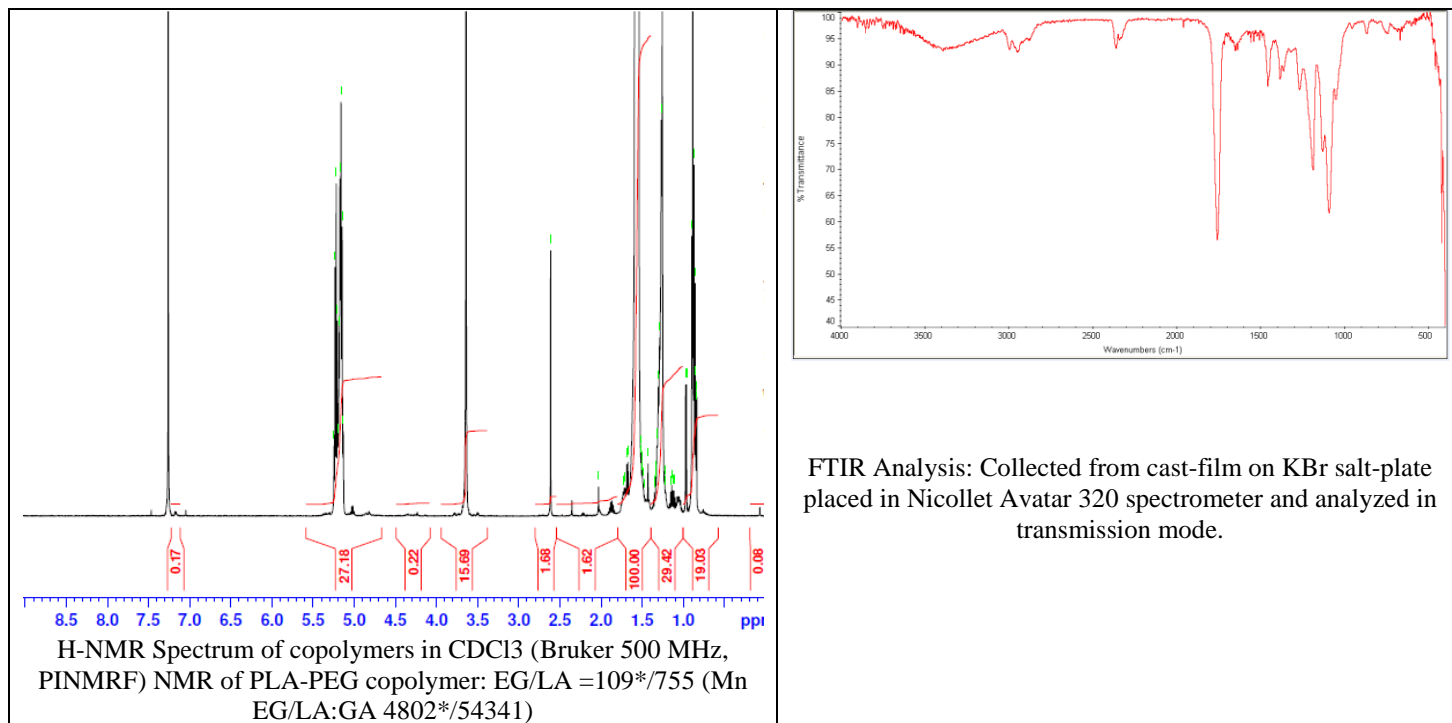 0.17
27.18
0.22
15.69
1.68
1.62
100.00
29.42
19.03
0.08
8.5 8.0 7.5 7.0 6.5 6.0 5.5 5.0 4.5 4.0 3.5 3.0 2.5 2.0 1.5 1.0 ppm
H-NMR Spectrum of copolymers in CDCl3 (Bruker 500 MHz,
PINMRF) NMR of PLA-PEG copolymer: EG/LA =109*/755 (Mn
EG/LA:GA 4802*/54341)
100
95
90
85
80
75
70
65
60
55
50
45
40
% Transmittance
4000 3500 3000 2500 2000 1500 1000 500
Wavenumbers (cm-1)
FTIR Analysis: Collected from cast-film on KBr salt-plate
placed in Nicollet Avatar 320 spectrometer and analyzed in
transmission mode.